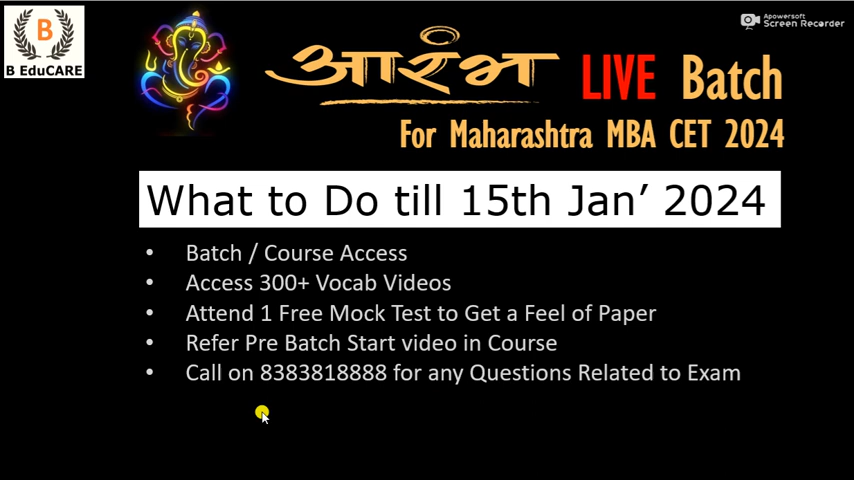 B
B EduCARE
Apowersoft
Screen Recorder
आरंभ LIVE Batch
For Maharashtra MBA CET 2024
What to Do till 15th Jan’ 2024
• Batch / Course Access
• Access 300+ Vocab Videos
• Attend 1 Free Mock Test to Get a Feel of Paper
• Refer Pre Batch Start video in Course
• Call on 8383818888 for any Questions Related to Exam